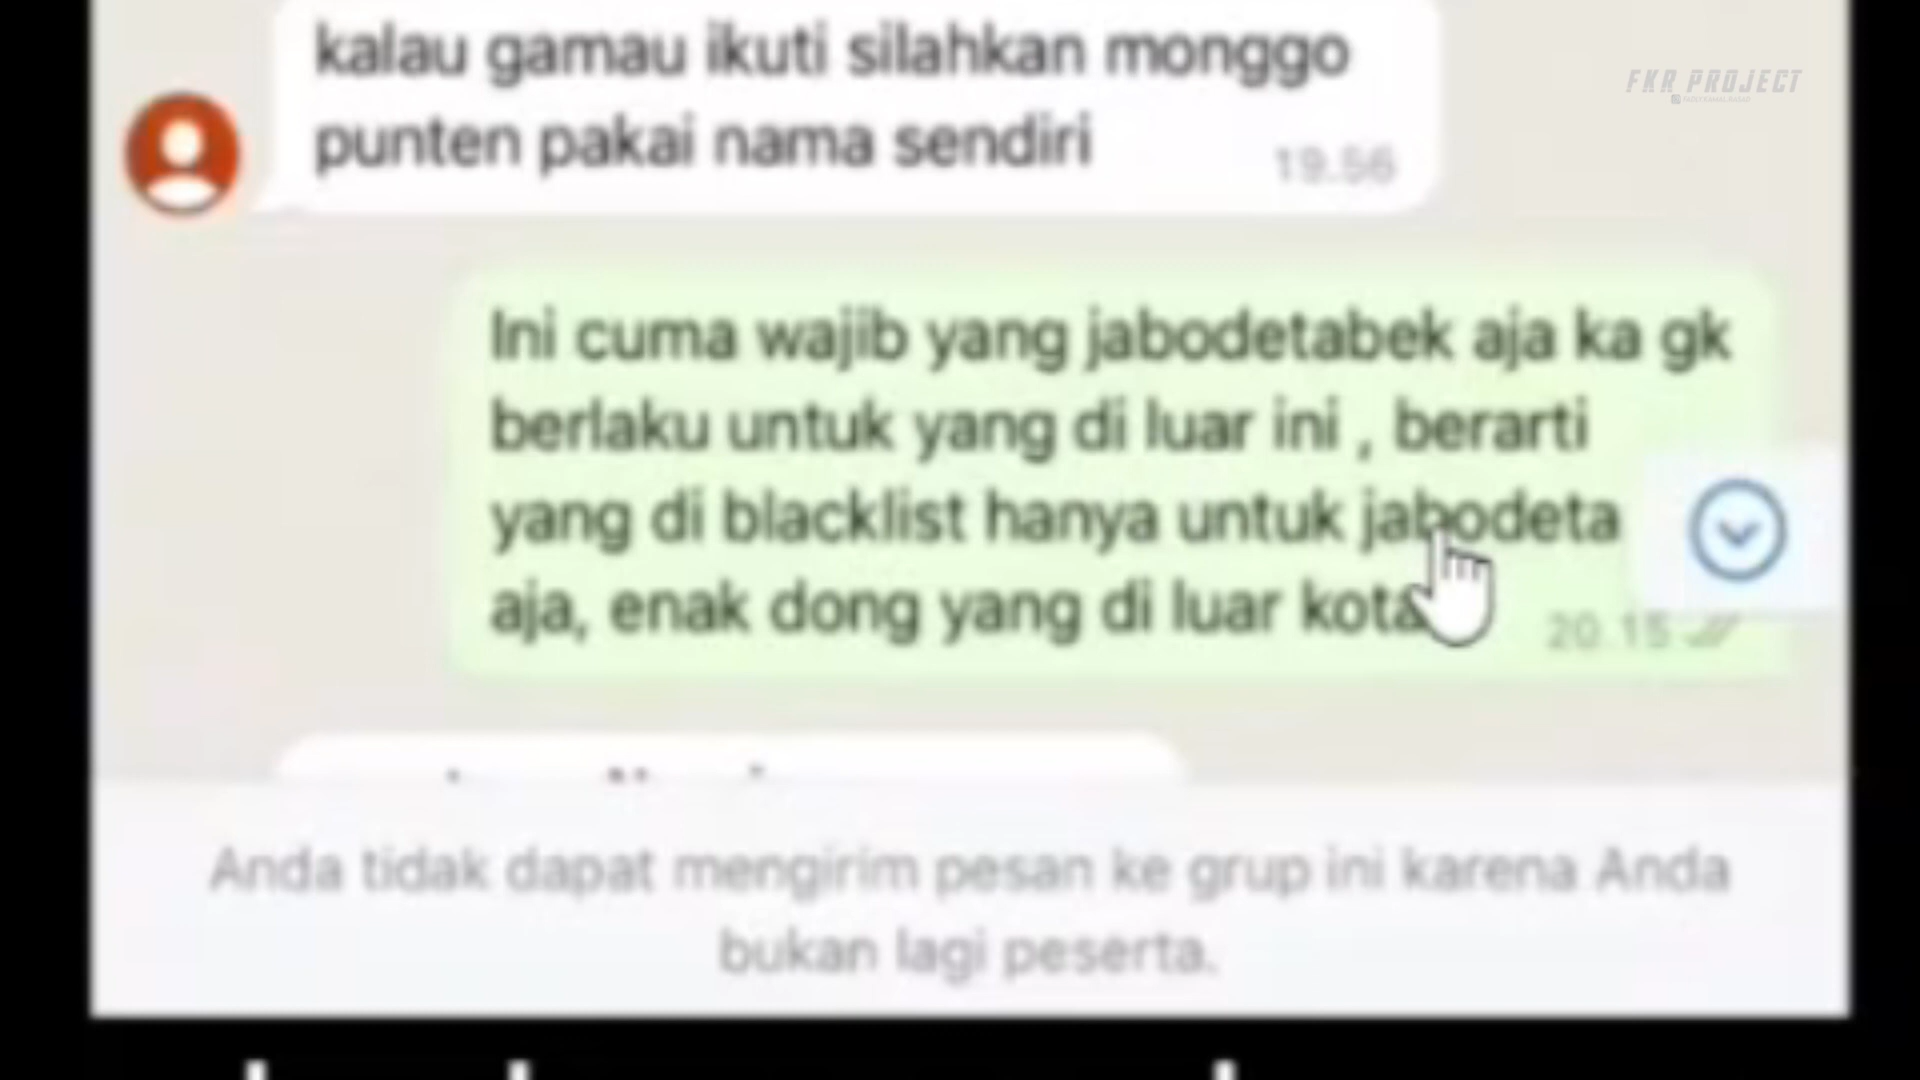 kalau gamau ikuti silahkan monggo
FKR PROJECT
punten pakai nama sendiri
19.56
Ini cuma wajib yang jabodetabek aja ka gk
berlaku untuk yang di luar ini , berarti
yang di blacklist hanya untuk jabodeta
aja, enak dong yang di luar kota
20.15
Anda tidak dapat mengirim pesan ke grup ini karena Anda
bukan lagi peserta.